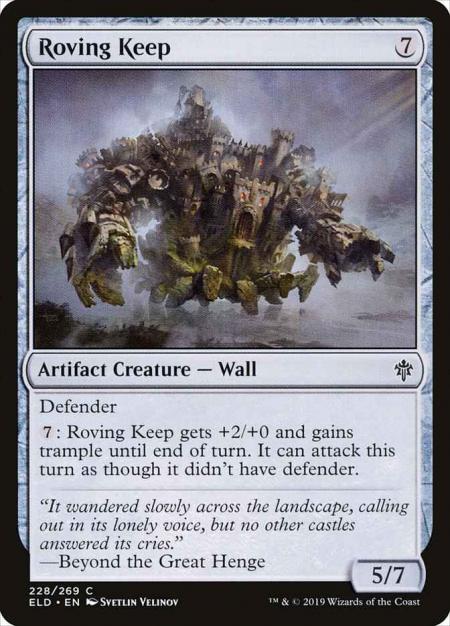 Roving Keep 7
Artifact Creature — Wall
Defender
7: Roving Keep gets +2/+0 and gains
trample until end of turn. It can attack this
turn as though it didn't have defender.
"It wandered slowly across the landscape, calling
out in its lonely voice, but no other castles
answered its cries."
—Beyond the Great Henge
5/7
228/269 C
ELD • EN Svetlin Velinov
™ & © 2019 Wizards of the Coast